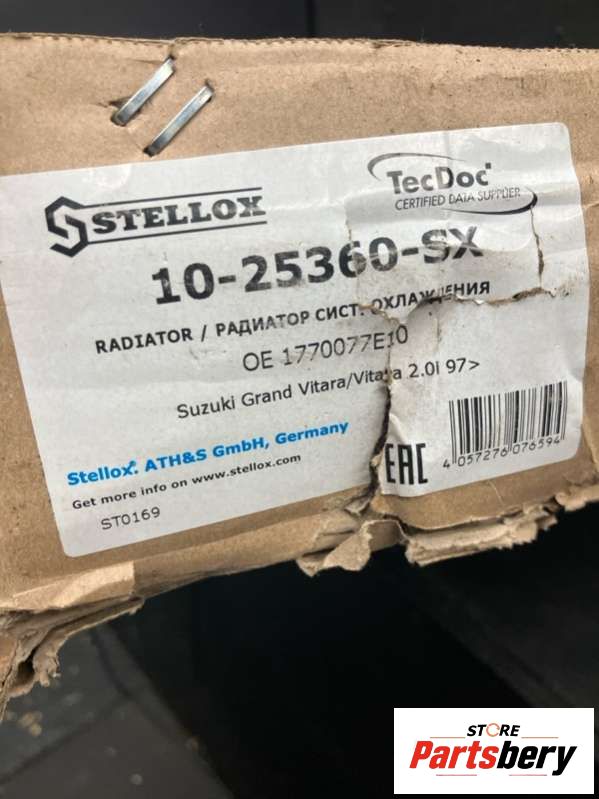 STELLOX
TecDoc
CERTIFIED DATA SUPPLIER
10-25360-SX
RADIATOR / РАДИАТОР СИСТ. ОХЛАЖДЕНИЯ
OE 1770077E10
Suzuki Grand Vitara/Vitara 2.0i 97>
Stellox. ATH&S GmbH, Germany
Get more info on www.stellox.com
ST0169
EAC
4 057276 076594
STORE
Partsbery